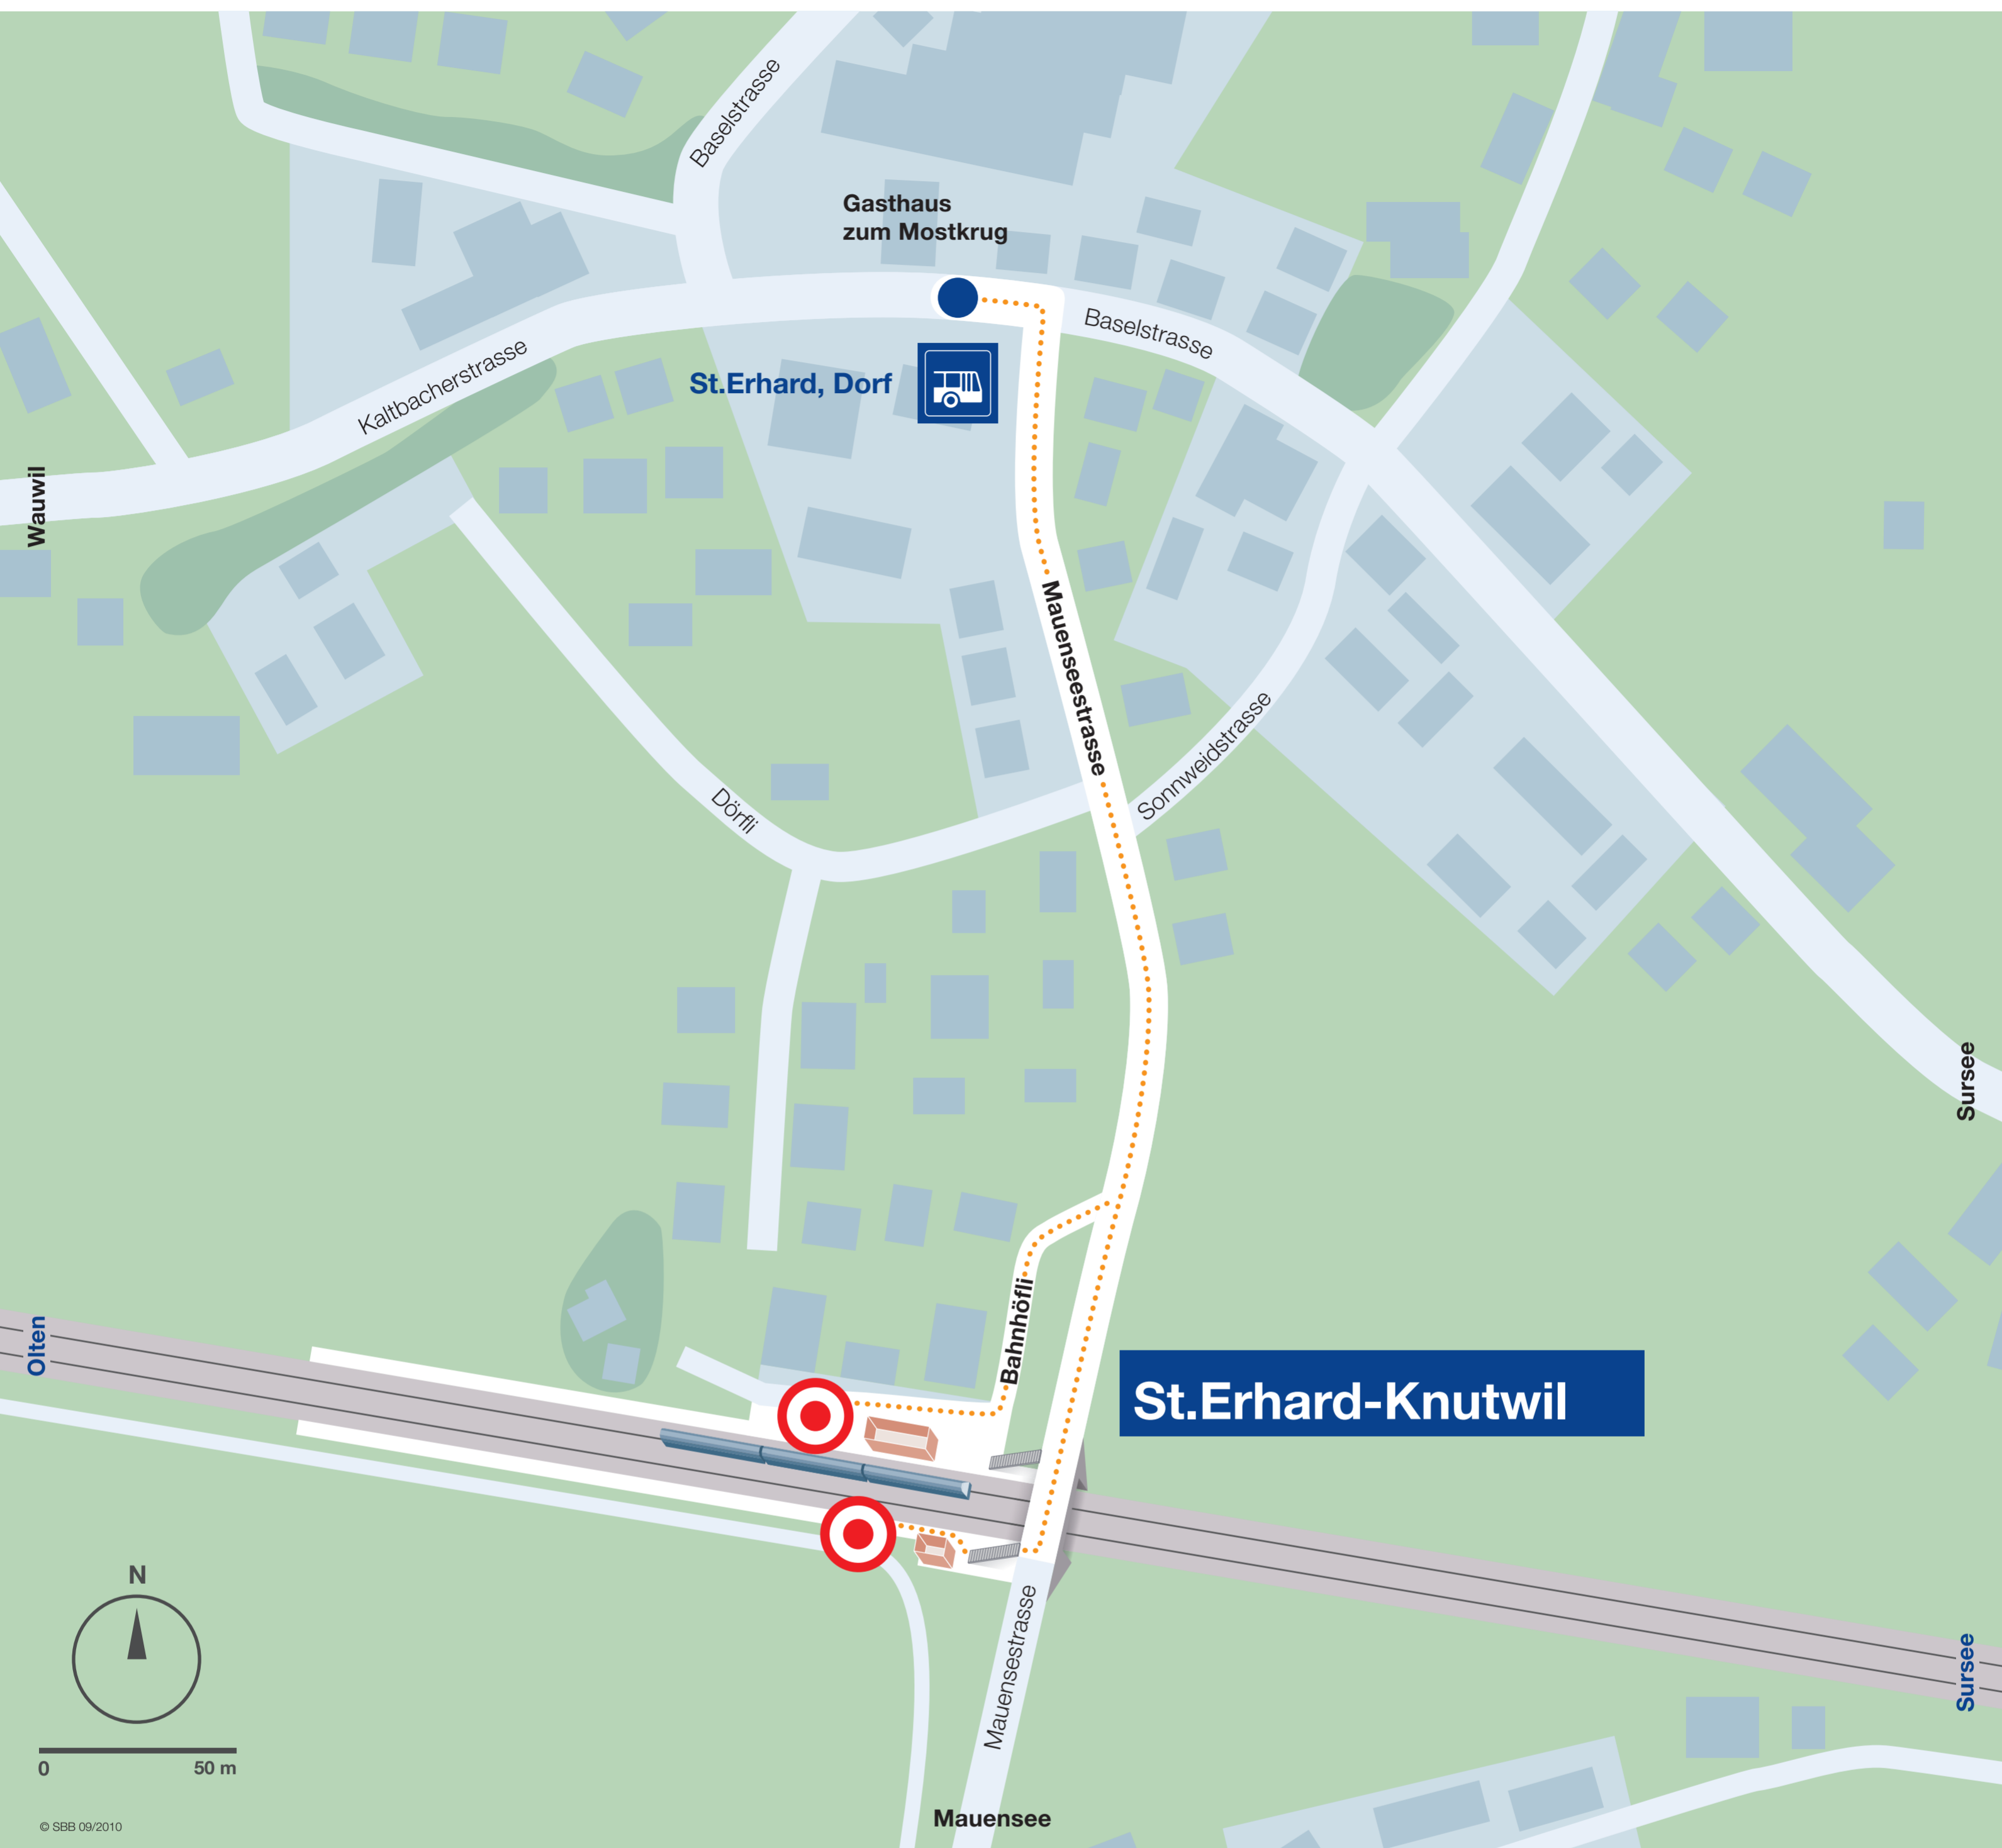 Baselstrasse
Gasthaus
zum Mostkrug
Baselstrasse
Kaltbacherstrasse
St.Erhard, Dorf
Wauwil
Mauenseestrasse
Sonnweidstrasse
Dörfli
Sursee
Bahnhöfli
Olten
St.Erhard-Knutwil
N
Mauensestrasse
Sursee
0 50 m
Mauensee
© SBB 09/2010